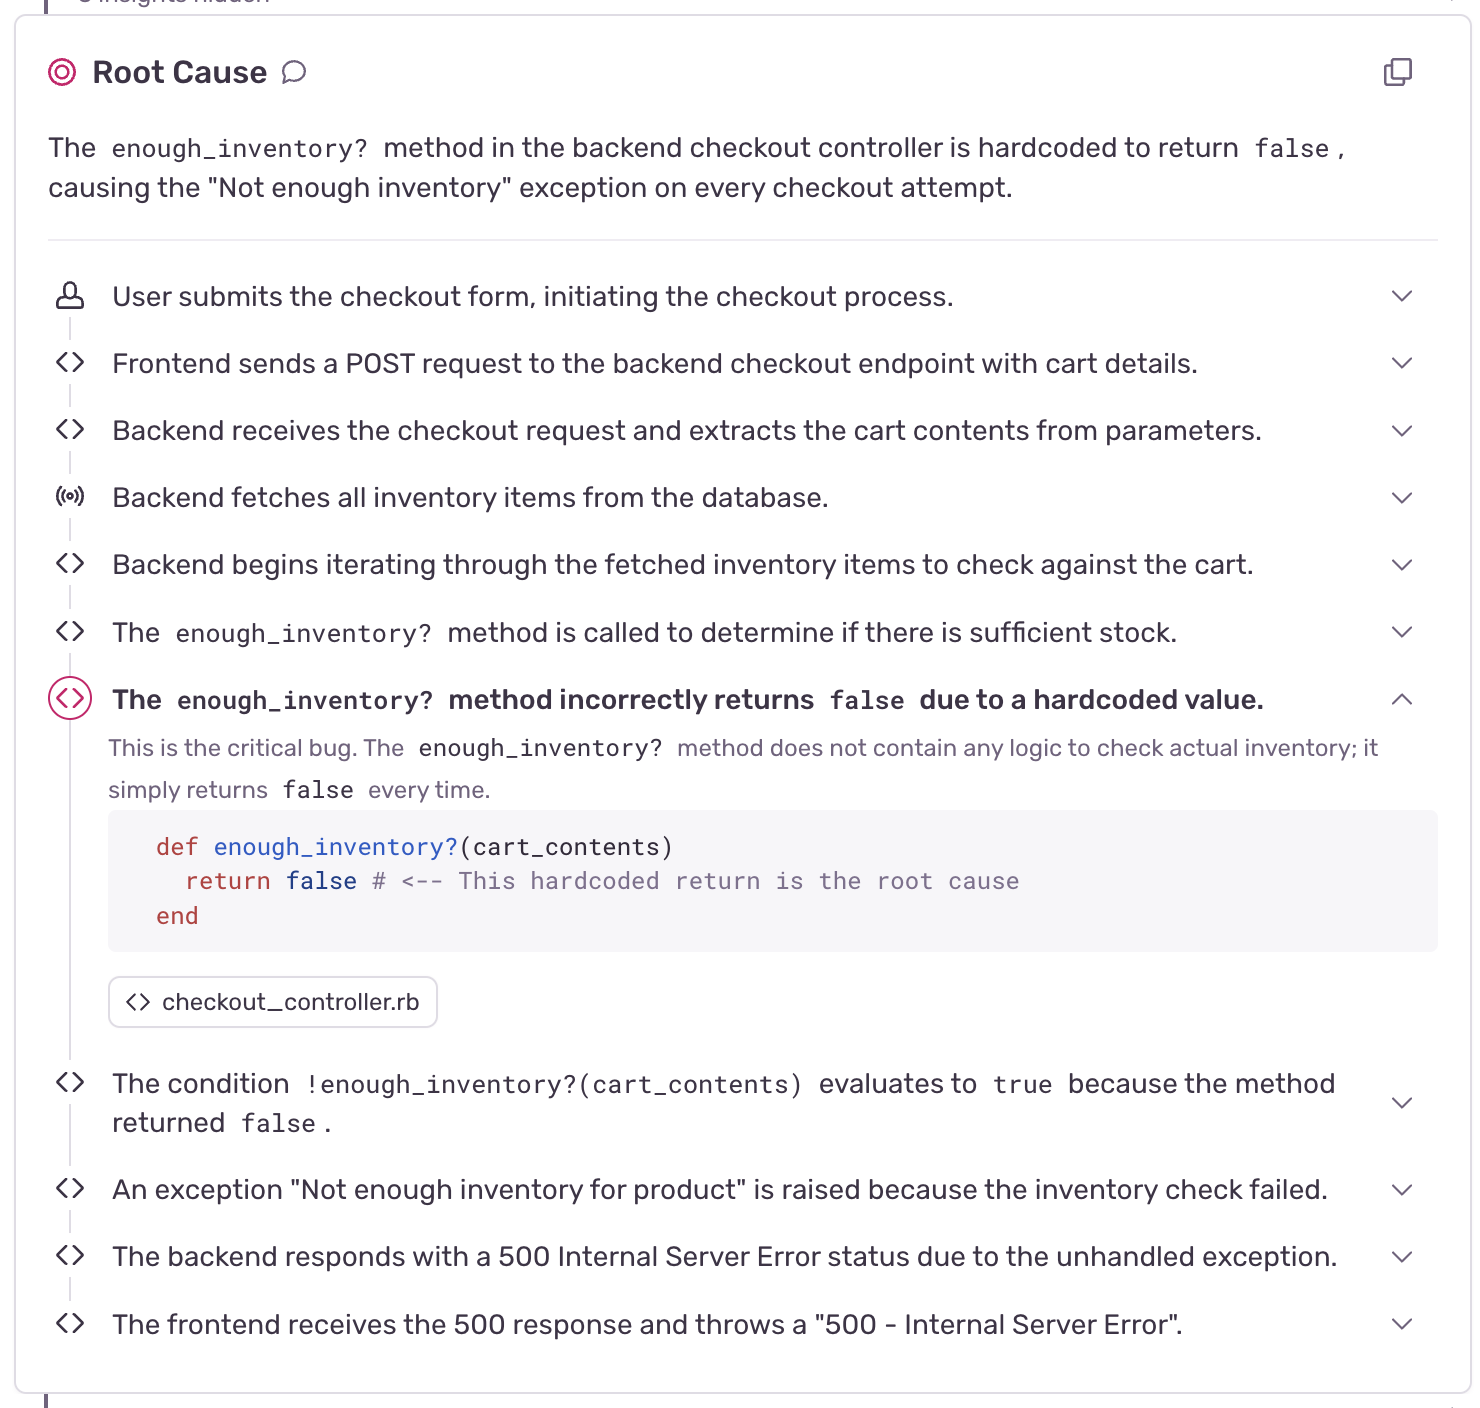 Root Cause
The enough_inventory? method in the backend checkout controller is hardcoded to return false,
causing the "Not enough inventory" exception on every checkout attempt.
User submits the checkout form, initiating the checkout process.
Frontend sends a POST request to the backend checkout endpoint with cart details.
Backend receives the checkout request and extracts the cart contents from parameters.
Backend fetches all inventory items from the database.
Backend begins iterating through the fetched inventory items to check against the cart.
The enough_inventory? method is called to determine if there is sufficient stock.
The enough_inventory? method incorrectly returns false due to a hardcoded value.
This is the critical bug. The enough_inventory? method does not contain any logic to check actual inventory; it
simply returns false every time.
def enough_inventory?(cart_contents)
  return false # <-- This hardcoded return is the root cause
end
<> checkout_controller.rb
The condition !enough_inventory?(cart_contents) evaluates to true because the method
returned false.
An exception "Not enough inventory for product" is raised because the inventory check failed.
The backend responds with a 500 Internal Server Error status due to the unhandled exception.
The frontend receives the 500 response and throws a "500 - Internal Server Error".